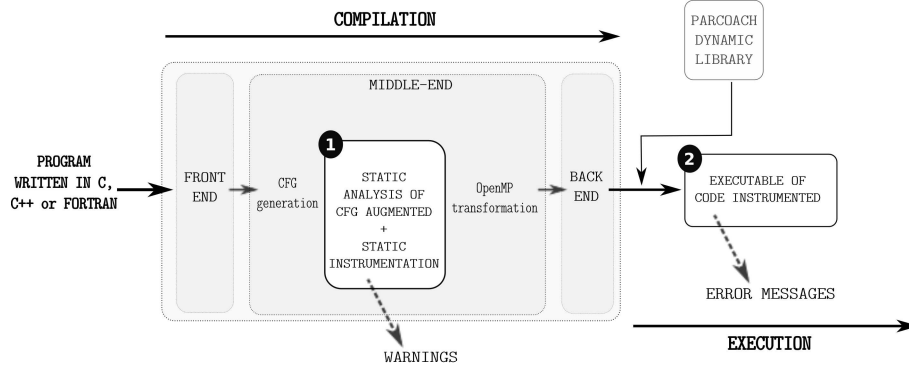 COMPILATION
PARCOACH
DYNAMIC
LIBRARY
MIDDLE-END
1
2
PROGRAM
WRITTEN IN C,
C++ or FORTRAN
FRONT
END
CFG
generation
STATIC
ANALYSIS OF
CFG AUGMENTED
+
STATIC
INSTRUMENTATION
OpenMP
transformation
BACK
END
EXECUTABLE OF
CODE INSTRUMENTED
ERROR MESSAGES
WARNINGS
EXECUTION